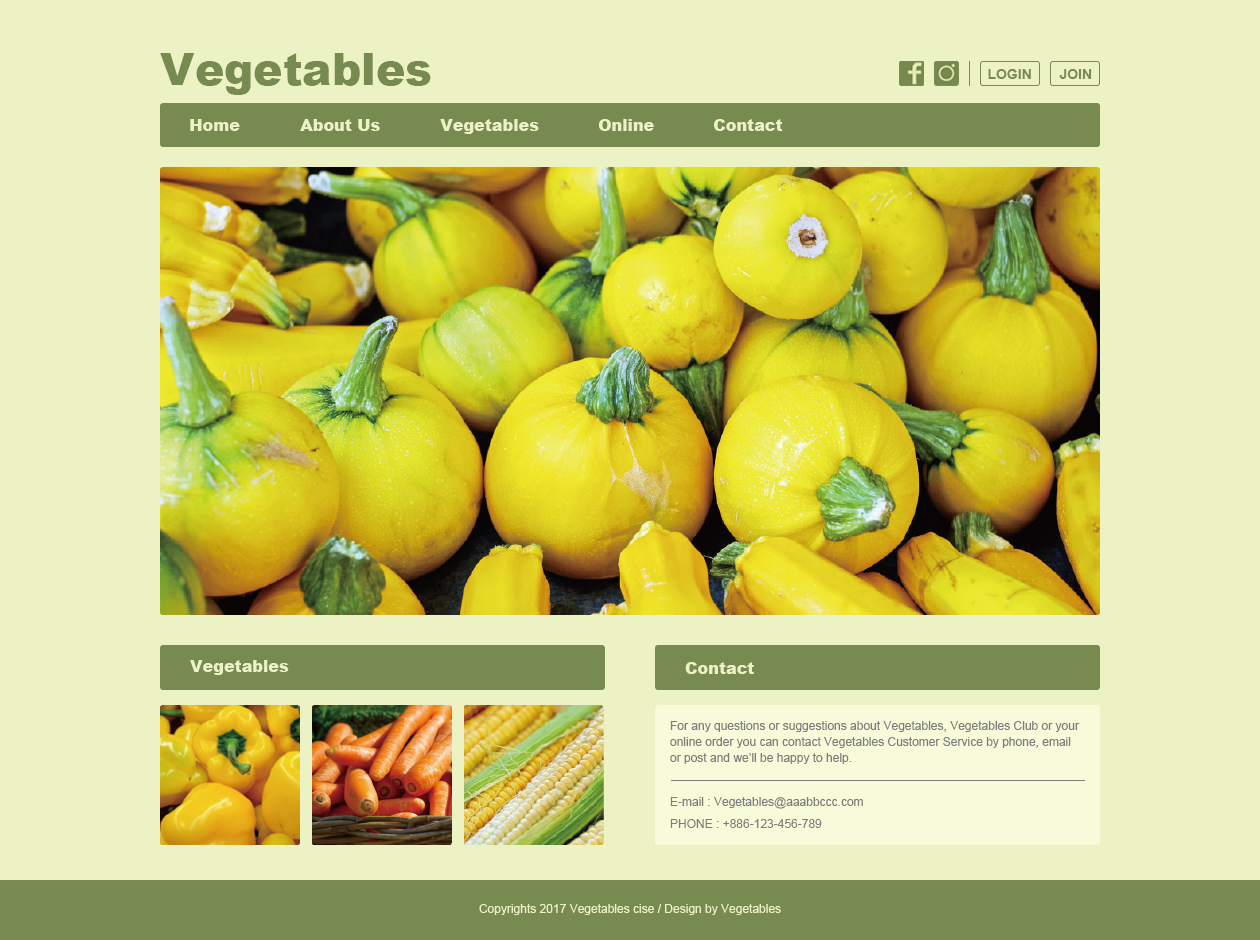 Vegetables
LOGIN
JOIN
Home
About Us
Vegetables
Online
Contact
Vegetables
Contact
For any questions or suggestions about Vegetables, Vegetables Club or your
online order you can contact Vegetables Customer Service by phone, email
or post and we'll be happy to help.
E-mail : Vegetables@aaabbccc.com
PHONE : +886-123-456-789
Copyrights 2017 Vegetables cise / Design by Vegetables